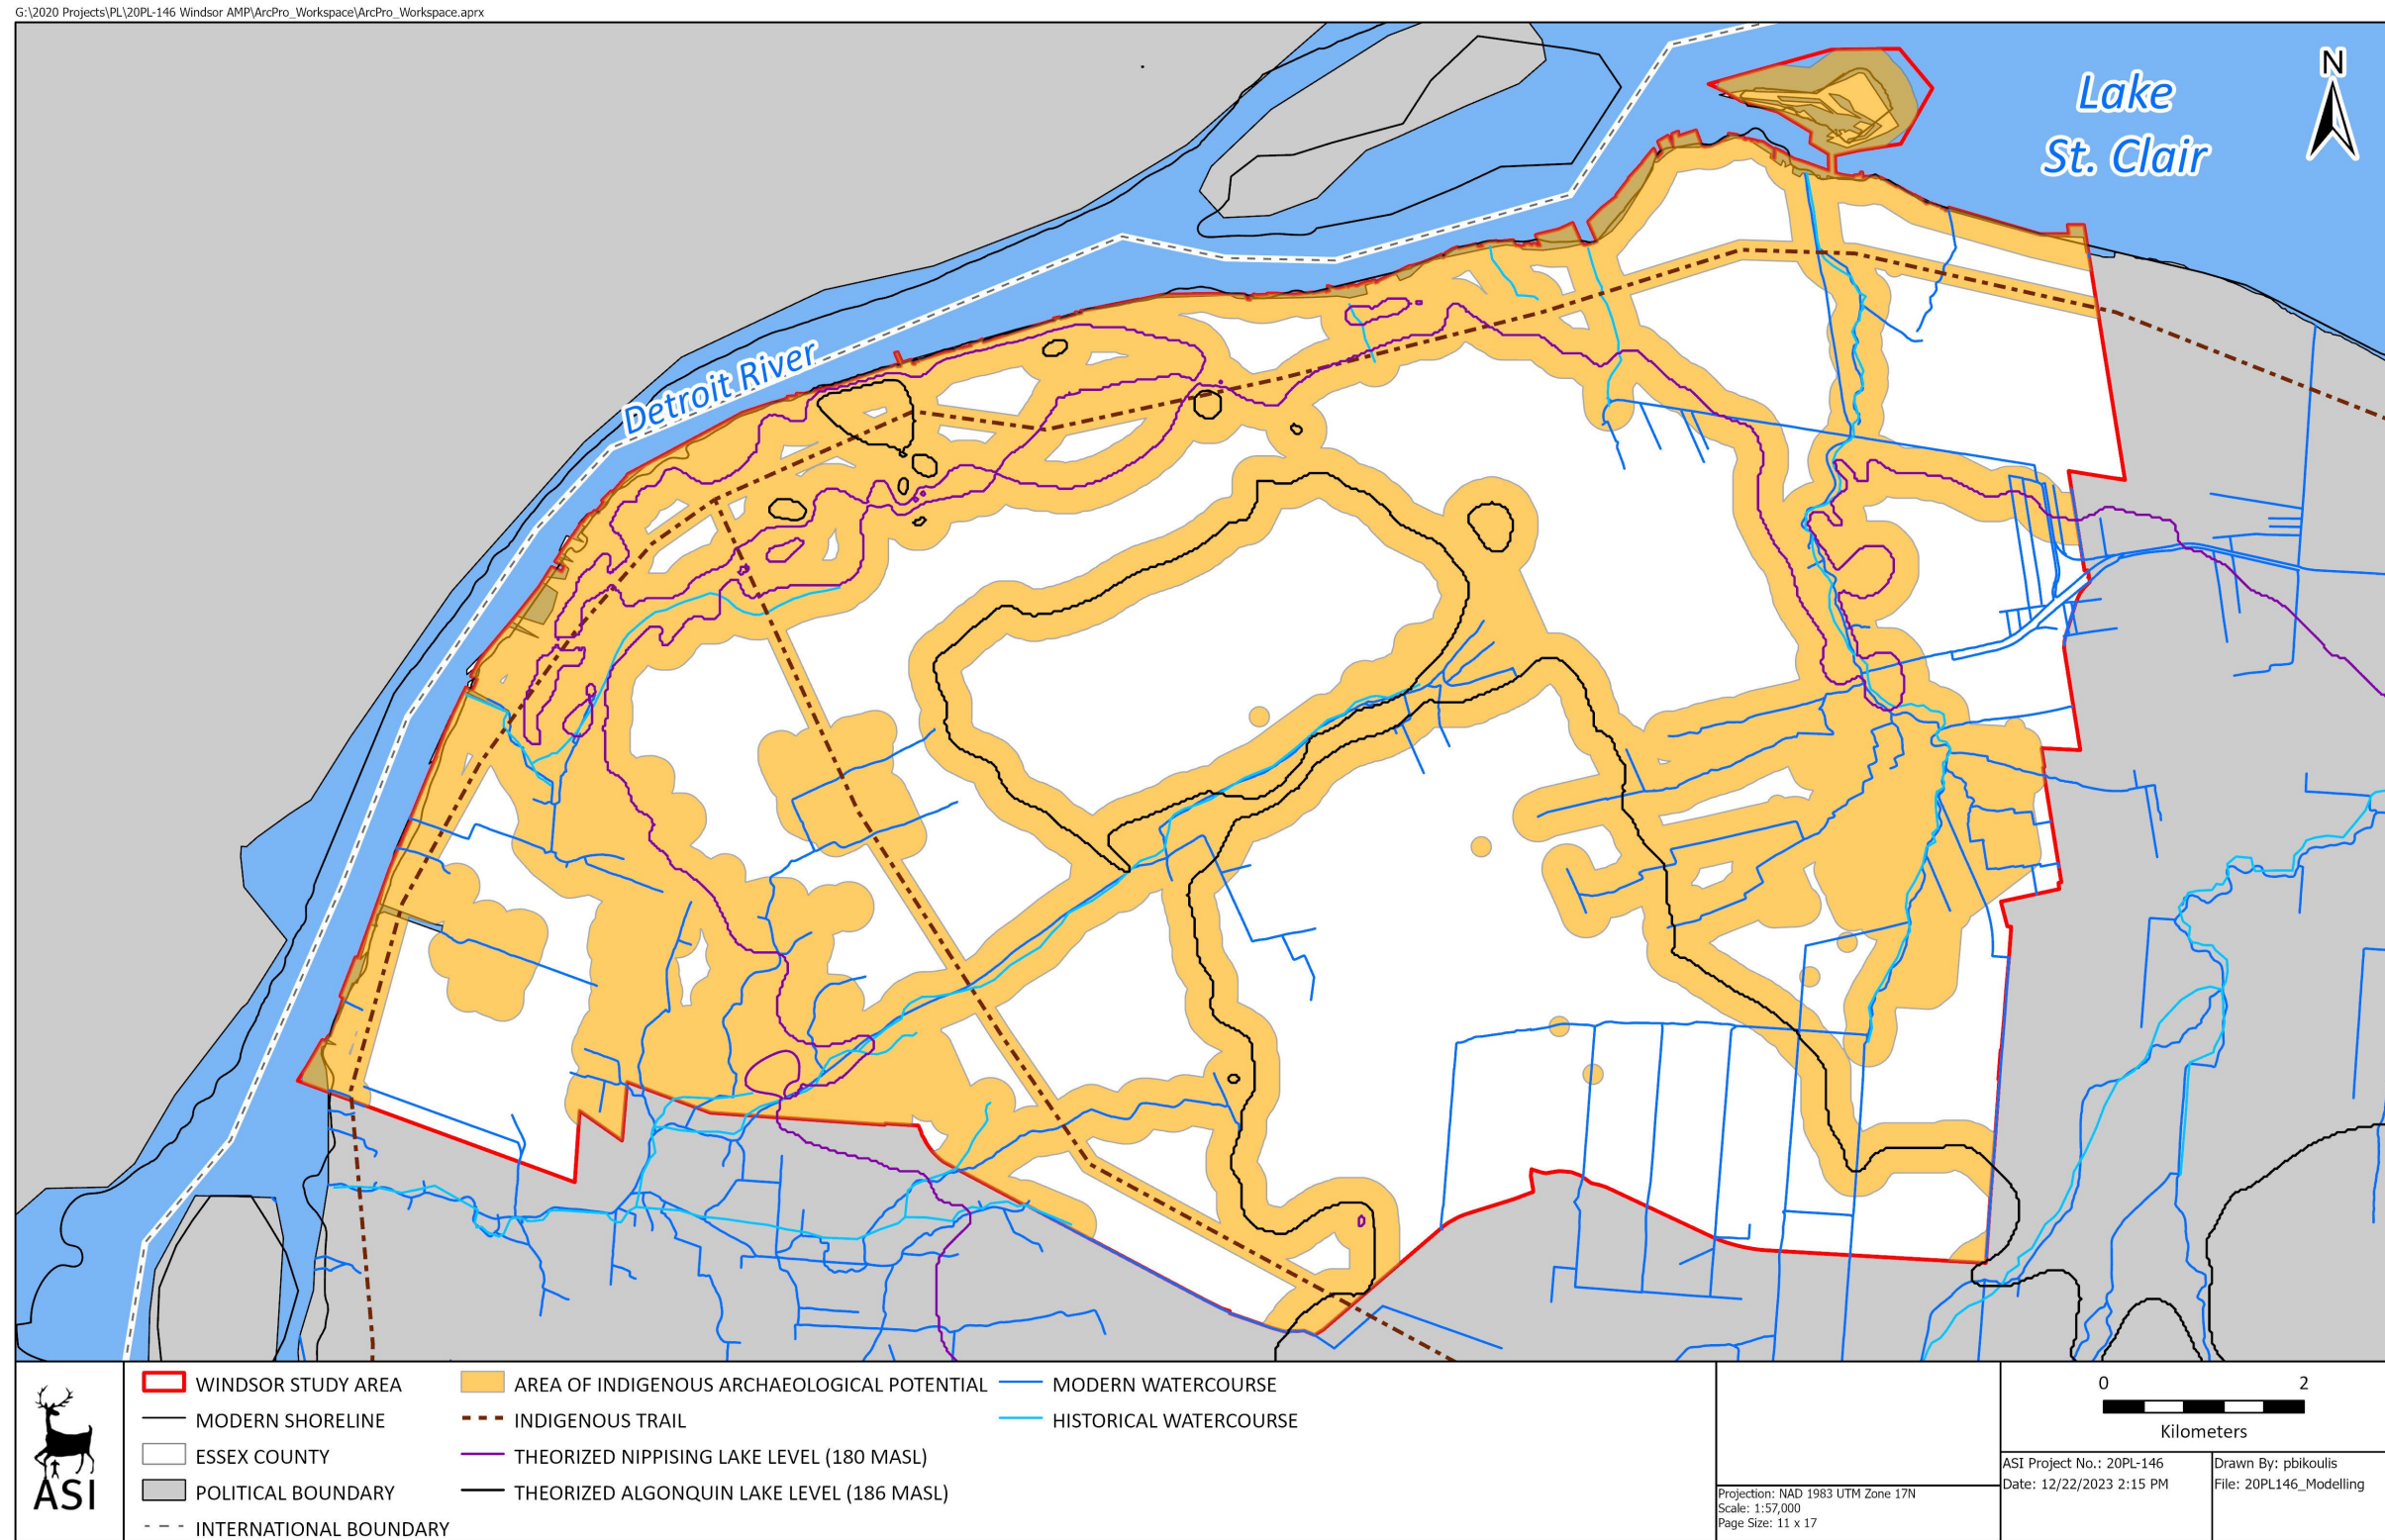 G:\2020 Projects\PL\20PL-146 Windsor AMP\ArcPro_Workspace\ArcPro_Workspace.aprx
N
Lake
St. Clair
Detroit River
ASI
WINDSOR STUDY AREA
MODERN SHORELINE
ESSEX COUNTY
POLITICAL BOUNDARY
INTERNATIONAL BOUNDARY
AREA OF INDIGENOUS ARCHAEOLOGICAL POTENTIAL
INDIGENOUS TRAIL
THEORIZED NIPPISING LAKE LEVEL (180 MASL)
THEORIZED ALGONQUIN LAKE LEVEL (186 MASL)
MODERN WATERCOURSE
HISTORICAL WATERCOURSE
Projection: NAD 1983 UTM Zone 17N
Scale: 1:57,000
Page Size: 11 x 17
0 2
Kilometers
ASI Project No.: 20PL-146
Date: 12/22/2023 2:15 PM
Drawn By: pbikoulis
File: 20PL146_Modelling